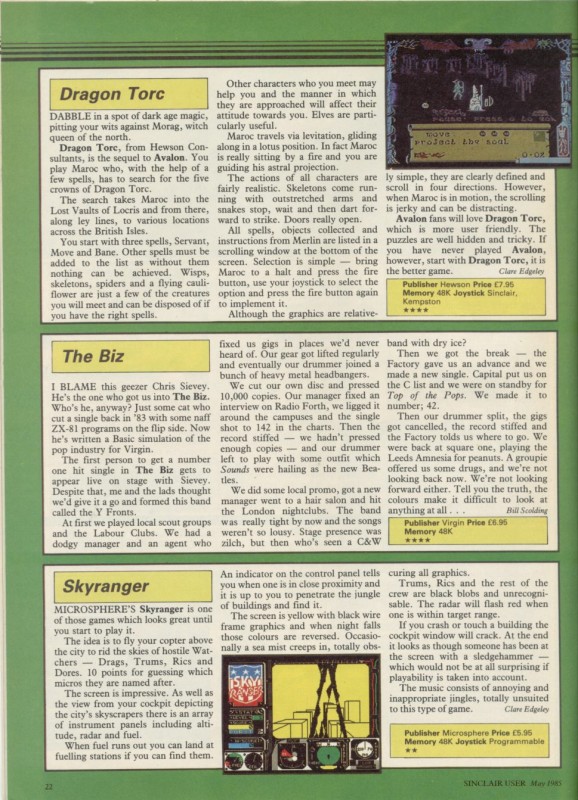 Dragon Torc
DABBLE in a spot of dark age magic,
pitting your wits against Morag, witch
queen of the north.
Dragon Torc, from Hewson Con-
sultants, is the sequel to Avalon. You
play Maroc who, with the help of a
few spells, has to search for the five
crowns of Dragon Torc.
The search takes Maroc into the
Lost Vaults of Locris and from there,
along ley lines, to various locations
across the British Isles.
You start with three spells, Servant,
Move and Bane. Other spells must be
added to the list as without them
nothing can be achieved. Wisps,
skeletons, spiders and a flying cauli-
flower are just a few of the creatures
you will meet and can be disposed of if
you have the right spells.
Other characters who you meet may
help you and the manner in which
they are approached will affect their
attitude towards you. Elves are parti-
cularly useful.
Maroc travels via levitation, gliding
along in a lotus position. In fact Maroc
is really sitting by a fire and you are
guiding his astral projection.
The actions of all characters are
fairly realistic. Skeletons come run-
ning with outstretched arms and
snakes stop, wait and then dart for-
ward to strike. Doors really open.
All spells, objects collected and
instructions from Merlin are listed in a
scrolling window at the bottom of the
screen. Selection is simple — bring
Maroc to a halt and press the fire
button, use your joystick to select the
option and press the fire button again
to implement it.
Although the graphics are relative-
move
project the soul
ly simple, they are clearly defined and
scroll in four directions. However,
when Maroc is in motion, the scrolling
is jerky and can be distracting.
Avalon fans will love Dragon Torc,
which is more user friendly. The
puzzles are well hidden and tricky. If
you have never played Avalon,
however, start with Dragon Torc, it is
the better game. Clare Edgeley
Publisher Hewson Price £7.95
Memory 48K Joystick Sinclair,
Kempston
★★★★
The Biz
I BLAME this geezer Chris Sievey.
He's the one who got us into The Biz.
Who's he, anyway? Just some cat who
cut a single back in '83 with some naff
ZX-81 programs on the flip side. Now
he's written a Basic simulation of the
pop industry for Virgin.
The first person to get a number
one hit single in The Biz gets to
appear live on stage with Sievey.
Despite that, me and the lads thought
we'd give it a go and formed this band
called the Y Fronts.
At first we played local scout groups
and the Labour Clubs. We had a
dodgy manager and an agent who
fixed us gigs in places we'd never
heard of. Our gear got lifted regularly
and eventually our drummer joined a
bunch of heavy metal headbangers.
We cut our own disc and pressed
10,000 copies. Our manager fixed an
interview on Radio Forth, we ligged it
around the campuses and the single
shot to 142 in the charts. Then the
record stiffed — we hadn't pressed
enough copies — and our drummer
left to play with some outfit which
Sounds were hailing as the new Bea-
tles.
We did some local promo, got a new
manager went to a hair salon and hit
the London nightclubs. The band
was really tight by now and the songs
weren't so lousy. Stage presence was
zilch, but then who's seen a C&W
band with dry ice?
Then we got the break — the
Factory gave us an advance and we
made a new single. Capital put us on
the C list and we were on standby for
Top of the Pops. We made it to
number; 42.
Then our drummer split, the gigs
got cancelled, the record stiffed and
the Factory told us where to go. We
were back at square one, playing the
Leeds Amnesia for peanuts. A groupie
offered us some drugs, and we're not
looking back now. We're not looking
forward either. Tell you the truth, the
colours make it difficult to look at
anything at all . . . Bill Scolding
Publisher Virgin Price £6.95
Memory 48K
★★★★
Skyranger
MICROSPHERE'S Skyranger is one
of those games which looks great until
you start to play it.
The idea is to fly your copter above
the city to rid the skies of hostile Wat-
chers — Drags, Trums, Rics and
Dores. 10 points for guessing which
micros they are named after.
The screen is impressive. As well as
the view from your cockpit depicting
the city's skyscrapers there is an array
of instrument panels including alti-
tude, radar and fuel.
When fuel runs out you can land at
fuelling stations if you can find them.
An indicator on the control panel tells
you when one is in close proximity and
it is up to you to penetrate the jungle
of buildings and find it.
The screen is yellow with black wire
frame graphics and when night falls
those colours are reversed. Occasio-
nally a sea mist creeps in, totally obs-
SKY
RANGER
curing all graphics.
Trums, Rics and the rest of the
crew are black blobs and unrecogni-
sable. The radar will flash red when
one is within target range.
If you crash or touch a building the
cockpit window will crack. At the end
it looks as though someone has been at
the screen with a sledgehammer —
which would not be at all surprising if
playability is taken into account.
The music consists of annoying and
inappropriate jingles, totally unsuited
to this type of game. Clare Edgeley
Publisher Microsphere Price £6.95
Memory 48K Joystick Programmable
★★
22
SINCLAIR USER May 1985